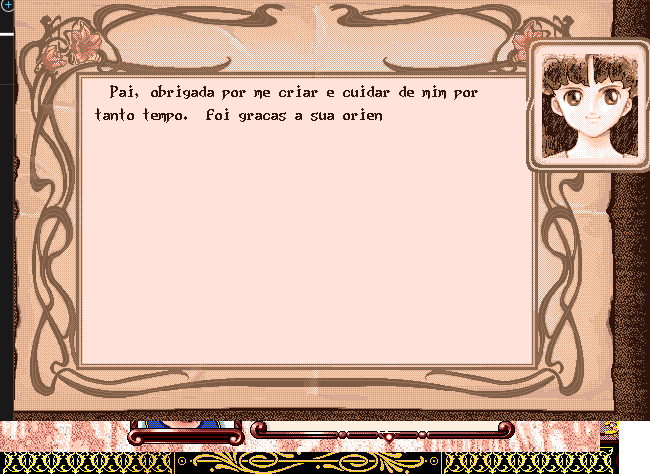 Pai, obrigada por me criar e cuidar de mim por
tanto tempo. foi gracas a sua orien